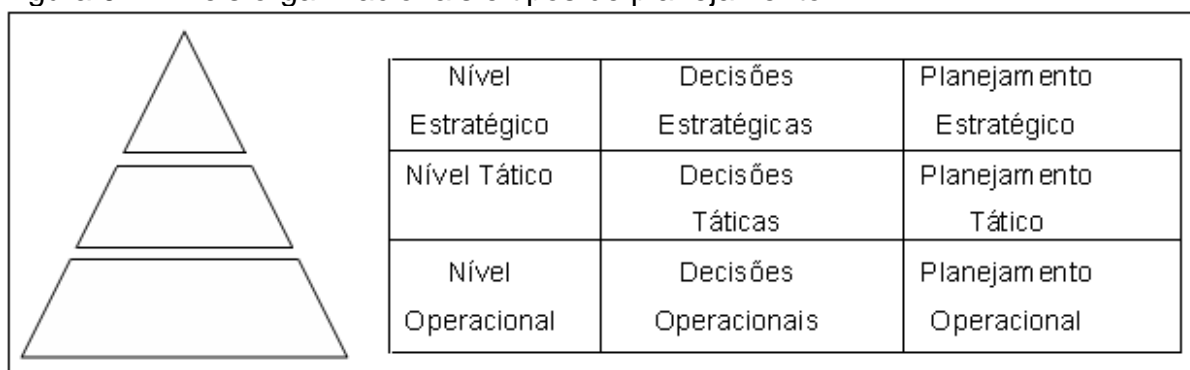 Nível Decisões Planejamento
Estratégico Estratégicas Estratégico
Nível Tático Decisões Planejamento
Táticas Tático
Nível Decisões Planejamento
Operacional Operacionais Operacional